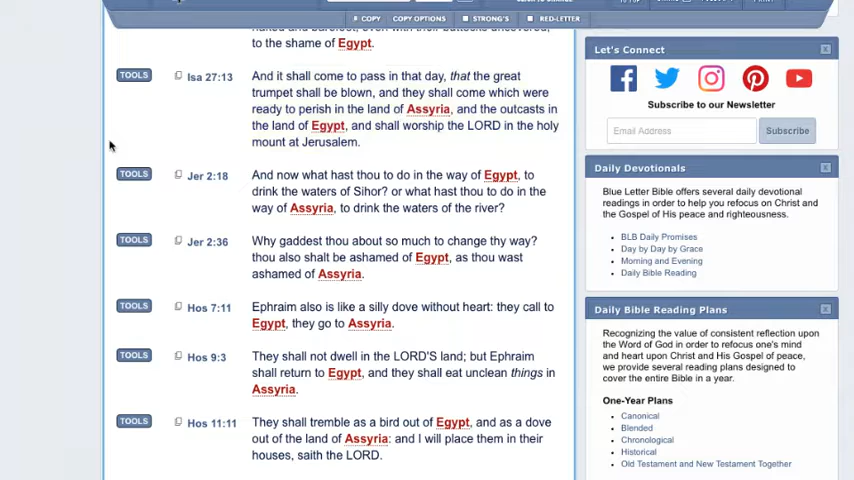 COPY
COPY OPTIONS
STRONG'S
RED-LETTER
to the shame of Egypt.
TOOLS
Isa 27:13
And it shall come to pass in that day, that the great
trumpet shall be blown, and they shall come which were
ready to perish in the land of Assyria, and the outcasts in
the land of Egypt, and shall worship the LORD in the holy
mount at Jerusalem.
TOOLS
Jer 2:18
And now what hast thou to do in the way of Egypt, to
drink the waters of Sihor? or what hast thou to do in the
way of Assyria, to drink the waters of the river?
TOOLS
Jer 2:36
Why gaddest thou about so much to change thy way?
thou also shalt be ashamed of Egypt, as thou wast
ashamed of Assyria.
TOOLS
Hos 7:11
Ephraim also is like a silly dove without heart: they call to
Egypt, they go to Assyria.
TOOLS
Hos 9:3
They shall not dwell in the LORD'S land; but Ephraim
shall return to Egypt, and they shall eat unclean things in
Assyria.
TOOLS
Hos 11:11
They shall tremble as a bird out of Egypt, and as a dove
out of the land of Assyria: and I will place them in their
houses, saith the LORD.
Let's Connect
Subscribe to our Newsletter
Email Address
Subscribe
Daily Devotionals
Blue Letter Bible offers several daily devotional
readings in order to help you refocus on Christ and
the Gospel of His peace and righteousness.
BLB Daily Promises
Day by Day by Grace
Morning and Evening
Daily Bible Reading
Daily Bible Reading Plans
Recognizing the value of consistent reflection upon
the Word of God in order to refocus one's mind
and heart upon Christ and His Gospel of peace,
we provide several reading plans designed to
cover the entire Bible in a year.
One-Year Plans
Canonical
Blended
Chronological
Historical
Old Testament and New Testament Together